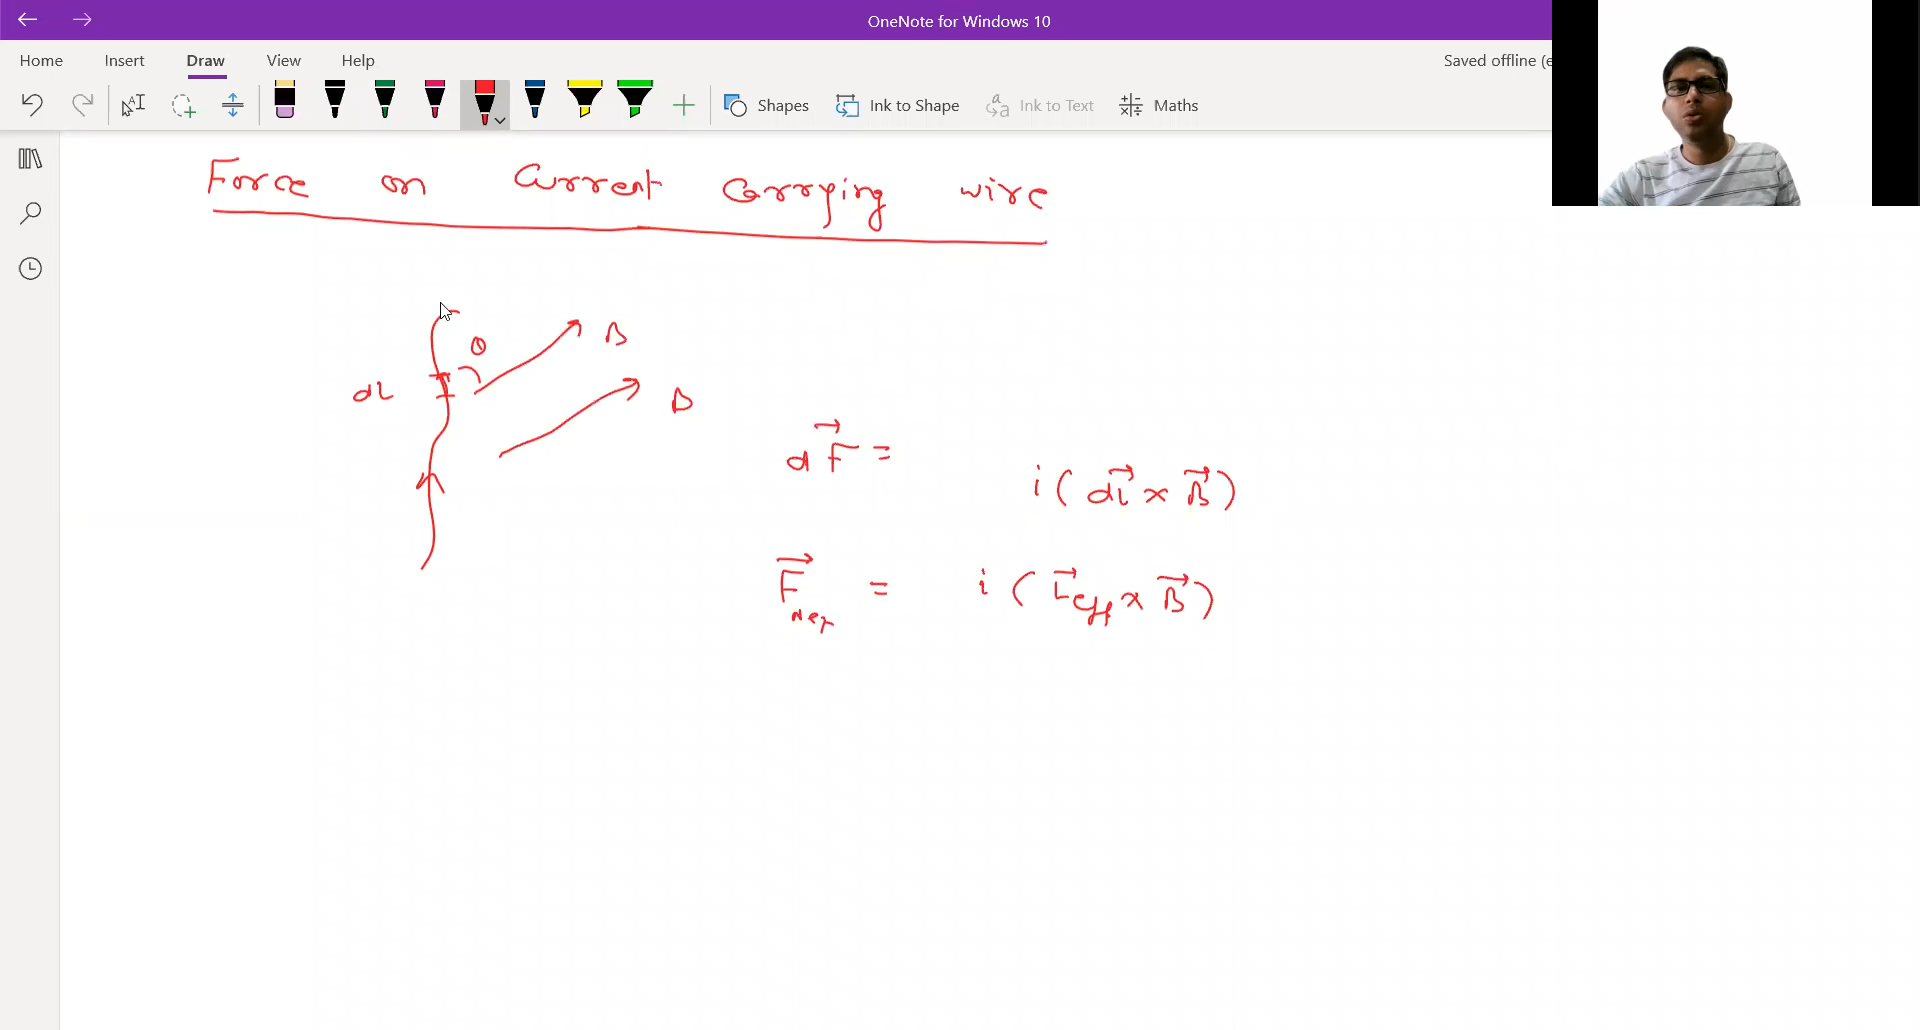 OneNote for Windows 10
Home Insert Draw View Help Saved offline (e
Shapes Ink to Shape Ink to Text Maths
Force on Current Carrying wire
θ B
dl B
dF⃗ =
i ( dl⃗ × B⃗ )
F⃗net = i ( L⃗eff × B⃗ )